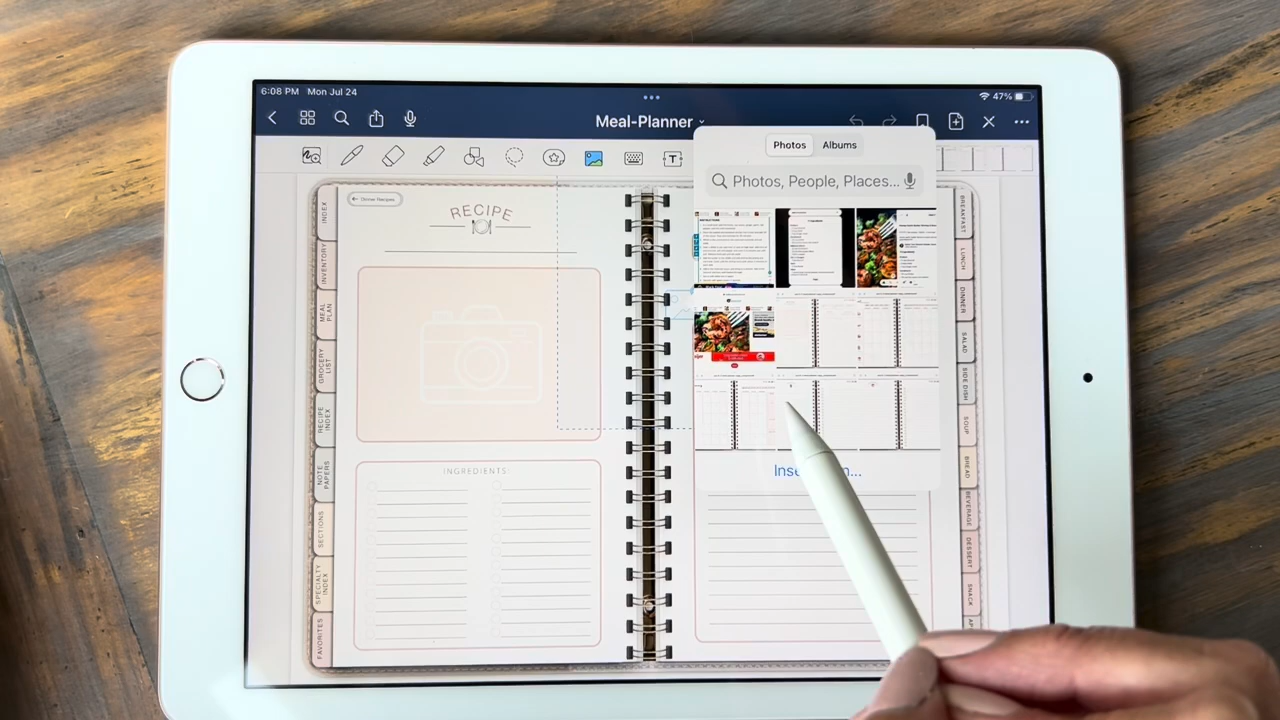 6:08 PM Mon Jul 24
47%
Meal-Planner
T
Photos
Albums
Photos, People, Places...
Dinner Recipes
RECIPE
INGREDIENTS:
INDEX
INVENTORY
MEAL PLAN
GROCERY LIST
RECIPE INDEX
NOTE PAPERS
SECTIONS
SPECIALTY INDEX
FAVORITES
BREAKFAST
LUNCH
DINNER
SALAD
SIDE DISH
SOUP
BREAD
BEVERAGE
DESSERT
SNACK